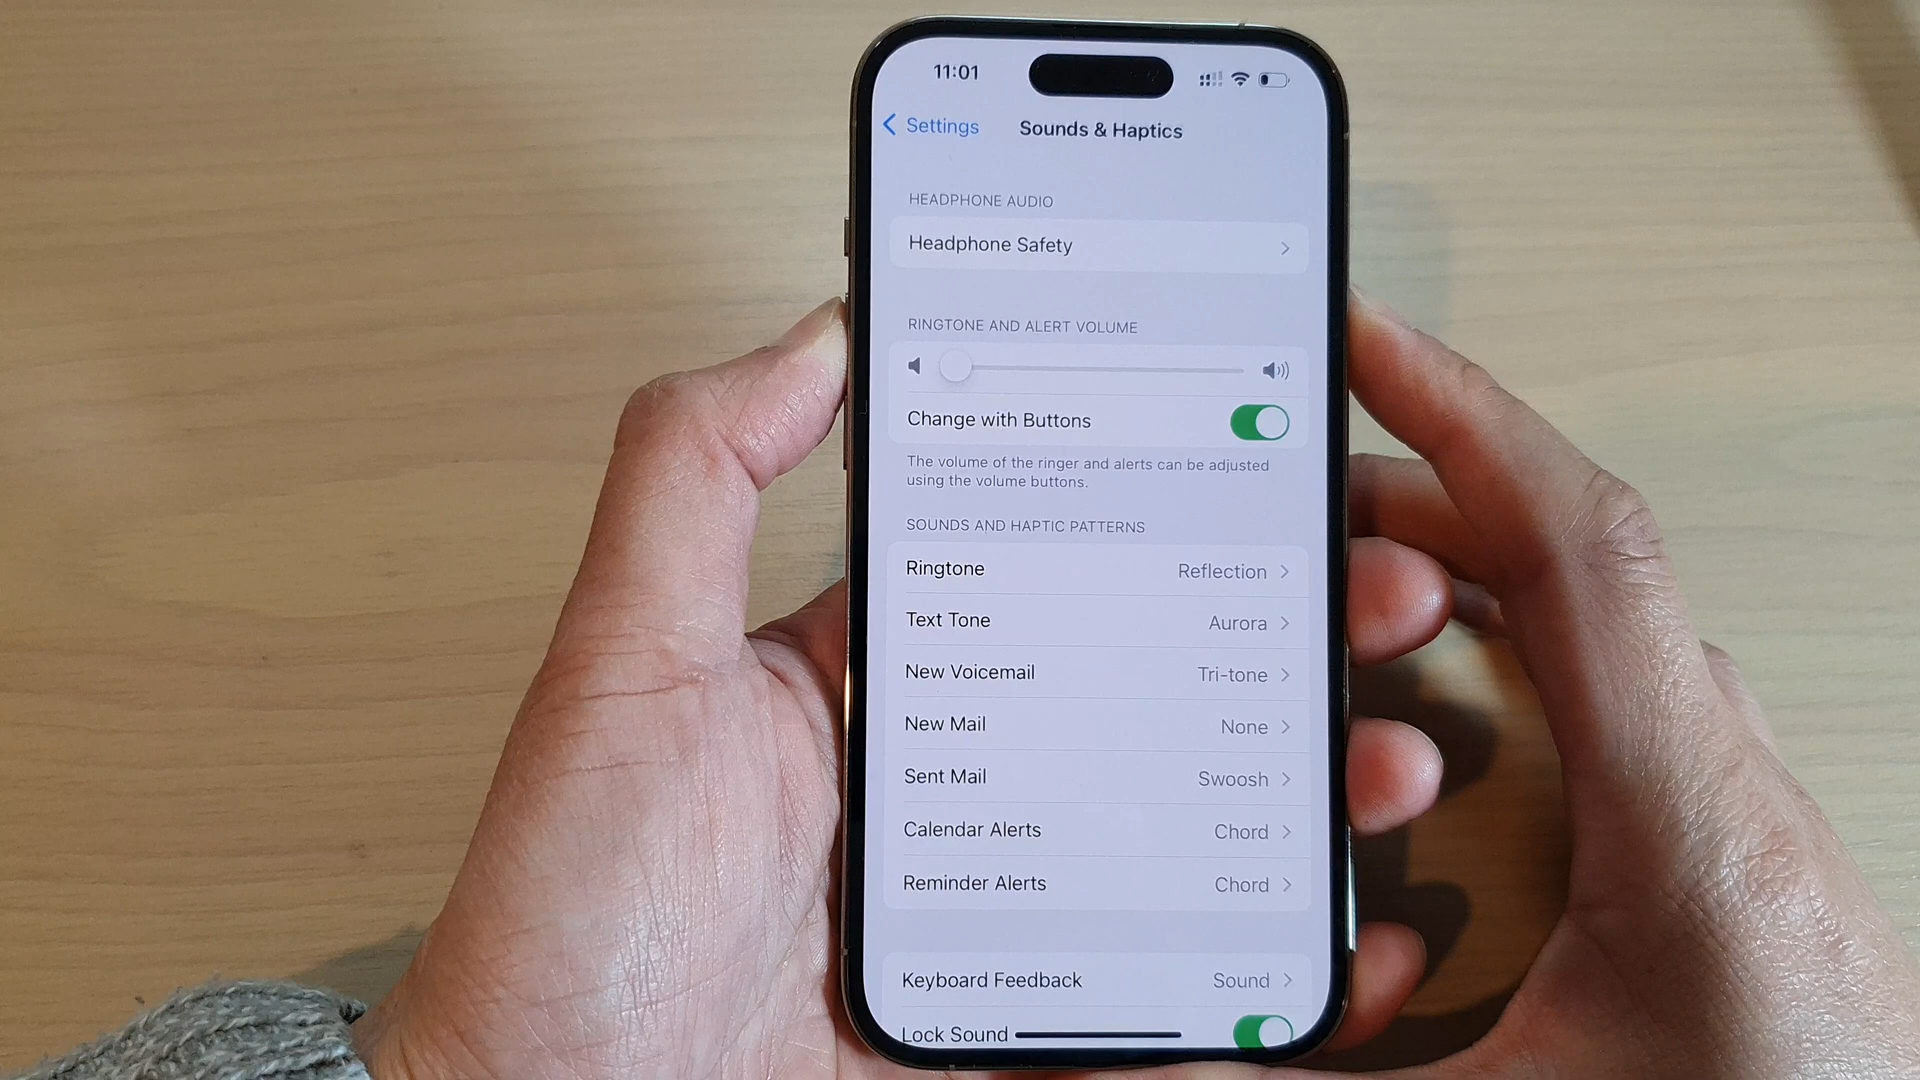 11:01
Settings
Sounds & Haptics
HEADPHONE AUDIO
Headphone Safety
RINGTONE AND ALERT VOLUME
Change with Buttons
The volume of the ringer and alerts can be adjusted
using the volume buttons.
SOUNDS AND HAPTIC PATTERNS
Ringtone Reflection
Text Tone Aurora
New Voicemail Tri-tone
New Mail None
Sent Mail Swoosh
Calendar Alerts Chord
Reminder Alerts Chord
Keyboard Feedback Sound
Lock Sound